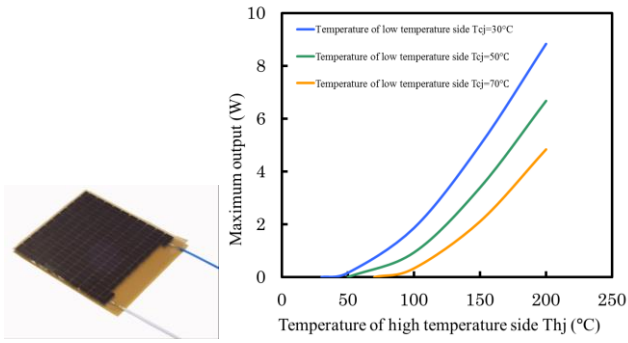 10
8
6
4
2
0
Maximum output (W)
Temperature of low temperature side Tcj=30°C
Temperature of low temperature side Tcj=50℃
Temperature of low temperature side Tcj=70℃
0
50
100
150
200
250
Temperature of high temperature side Thj (°C)